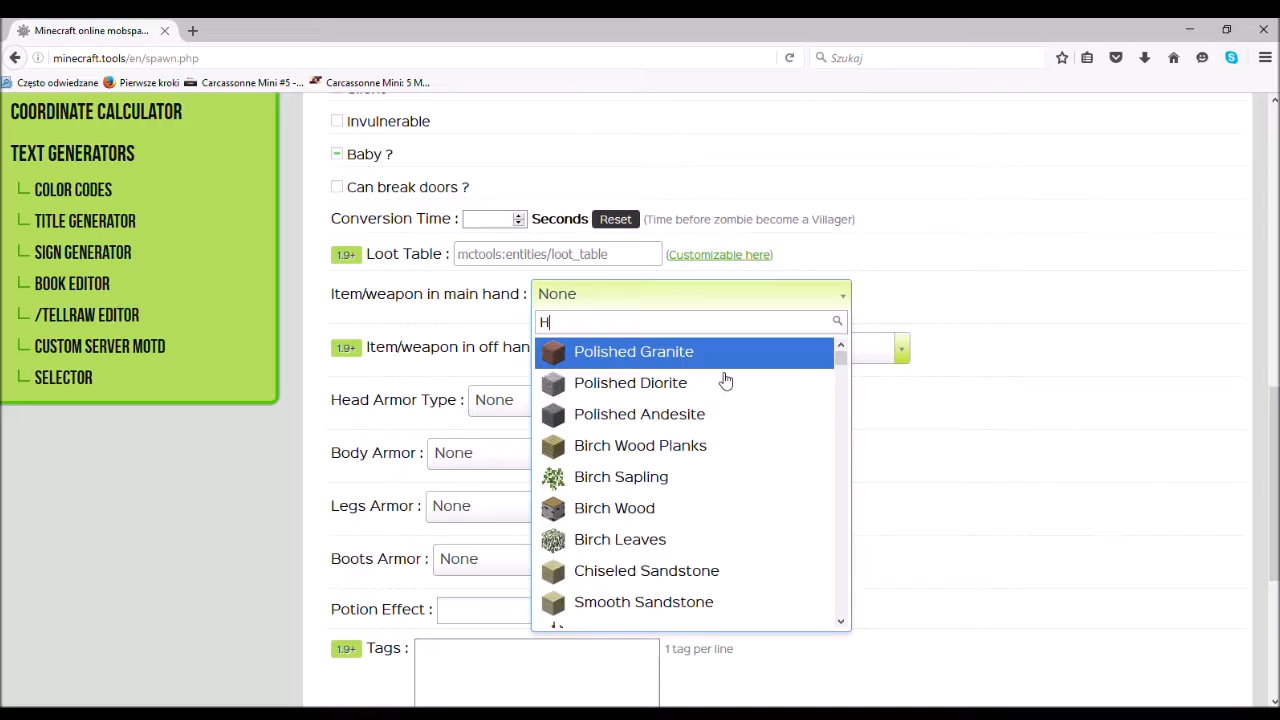 Minecraft online mobspa...
minecraft.tools/en/spawn.php
Szukaj
Często odwiedzane
Pierwsze kroki
Carcassonne Mini #5 -...
Carcassonne Mini: 5 M...
COORDINATE CALCULATOR
TEXT GENERATORS
COLOR CODES
TITLE GENERATOR
SIGN GENERATOR
BOOK EDITOR
/TELLRAW EDITOR
CUSTOM SERVER MOTD
SELECTOR
Invulnerable
Baby ?
Can break doors ?
Conversion Time : Seconds Reset (Time before zombie become a Villager)
1.9+ Loot Table : mctools:entities/loot_table (Customizable here)
Item/weapon in main hand : None
H
1.9+ Item/weapon in off han
Polished Granite
Polished Diorite
Polished Andesite
Birch Wood Planks
Birch Sapling
Birch Wood
Birch Leaves
Chiseled Sandstone
Smooth Sandstone
Head Armor Type : None
Body Armor : None
Legs Armor : None
Boots Armor : None
Potion Effect :
1.9+ Tags : 1 tag per line